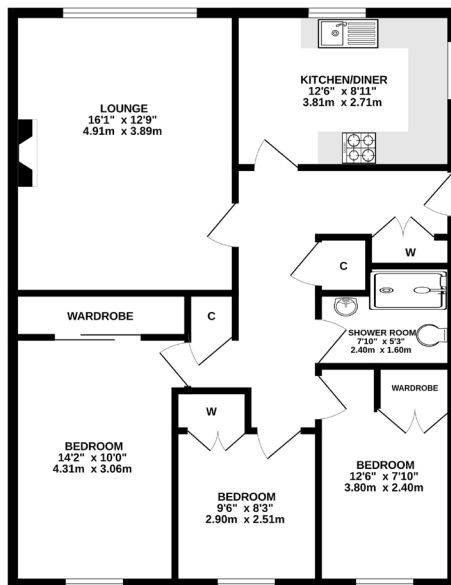 LOUNGE
16'1" x 12'9"
4.91m x 3.89m
KITCHEN/DINER
12'6" x 8'11"
3.81m x 2.71m
W
C
WARDROBE
C
SHOWER ROOM
7'10" x 5'3"
2.40m x 1.60m
WARDROBE
W
BEDROOM
14'2" x 10'0"
4.31m x 3.06m
BEDROOM
12'6" x 7'10"
3.80m x 2.40m
BEDROOM
9'6" x 8'3"
2.90m x 2.51m